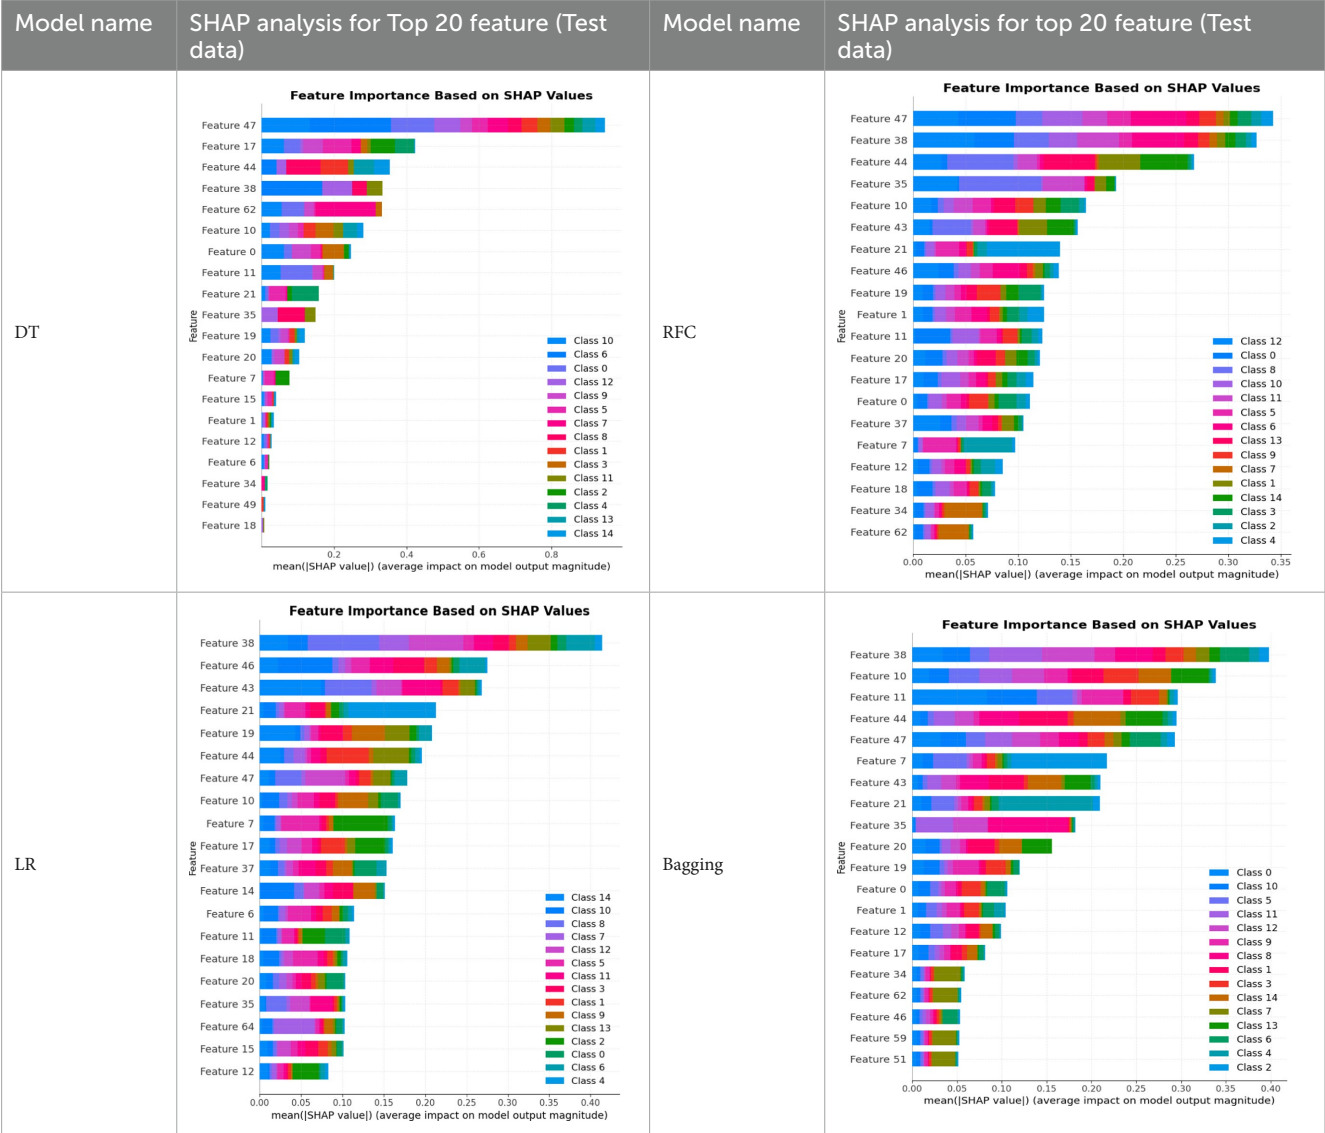 Model name
SHAP analysis for Top 20 feature (Test
data)
Model name
SHAP analysis for top 20 feature (Test
data)
DT
Feature Importance Based on SHAP Values
Feature 47
Feature 17
Feature 44
Feature 38
Feature 62
Feature 10
Feature 0
Feature 11
Feature 21
Feature 35
Feature 19
Feature 20
Feature 7
Feature 15
Feature 1
Feature 12
Feature 6
Feature 34
Feature 49
Feature 18
Feature
Class 10
Class 6
Class 0
Class 12
Class 9
Class 5
Class 7
Class 8
Class 1
Class 3
Class 11
Class 2
Class 4
Class 13
Class 14
0.2 0.4 0.6 0.8
mean(|SHAP value|) (average impact on model output magnitude)
RFC
Feature Importance Based on SHAP Values
Feature 47
Feature 38
Feature 44
Feature 35
Feature 10
Feature 43
Feature 21
Feature 46
Feature 19
Feature 1
Feature 11
Feature 20
Feature 17
Feature 0
Feature 37
Feature 7
Feature 12
Feature 18
Feature 34
Feature 62
Feature
Class 12
Class 0
Class 8
Class 10
Class 11
Class 5
Class 6
Class 13
Class 9
Class 7
Class 1
Class 14
Class 3
Class 2
Class 4
0.00 0.05 0.10 0.15 0.20 0.25 0.30 0.35
mean(|SHAP value|) (average impact on model output magnitude)
LR
Feature Importance Based on SHAP Values
Feature 38
Feature 46
Feature 43
Feature 21
Feature 19
Feature 44
Feature 47
Feature 10
Feature 7
Feature 17
Feature 37
Feature 14
Feature 6
Feature 11
Feature 18
Feature 20
Feature 35
Feature 64
Feature 15
Feature 12
Feature
Class 14
Class 10
Class 8
Class 7
Class 12
Class 5
Class 11
Class 3
Class 1
Class 9
Class 13
Class 2
Class 0
Class 6
Class 4
0.00 0.05 0.10 0.15 0.20 0.25 0.30 0.35 0.40
mean(|SHAP value|) (average impact on model output magnitude)
Bagging
Feature Importance Based on SHAP Values
Feature 38
Feature 10
Feature 11
Feature 44
Feature 47
Feature 7
Feature 43
Feature 21
Feature 35
Feature 20
Feature 19
Feature 0
Feature 1
Feature 12
Feature 17
Feature 34
Feature 62
Feature 46
Feature 59
Feature 51
Feature
Class 0
Class 10
Class 5
Class 11
Class 12
Class 9
Class 8
Class 1
Class 3
Class 14
Class 7
Class 13
Class 6
Class 4
Class 2
0.00 0.05 0.10 0.15 0.20 0.25 0.30 0.35 0.40
mean(|SHAP value|) (average impact on model output magnitude)